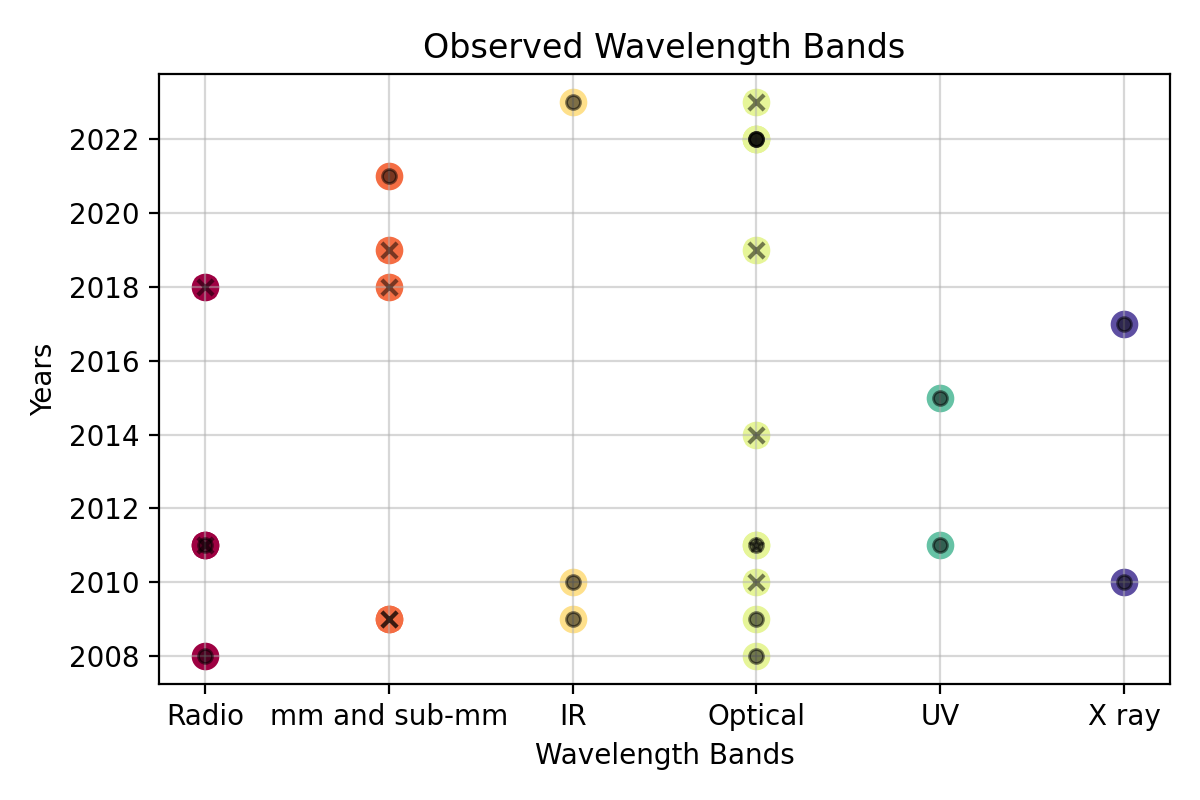 Observed Wavelength Bands
2022
2020
2018
2016
2014
2012
2010
2008
Years
Radio mm and sub-mm IR Optical UV X ray
Wavelength Bands